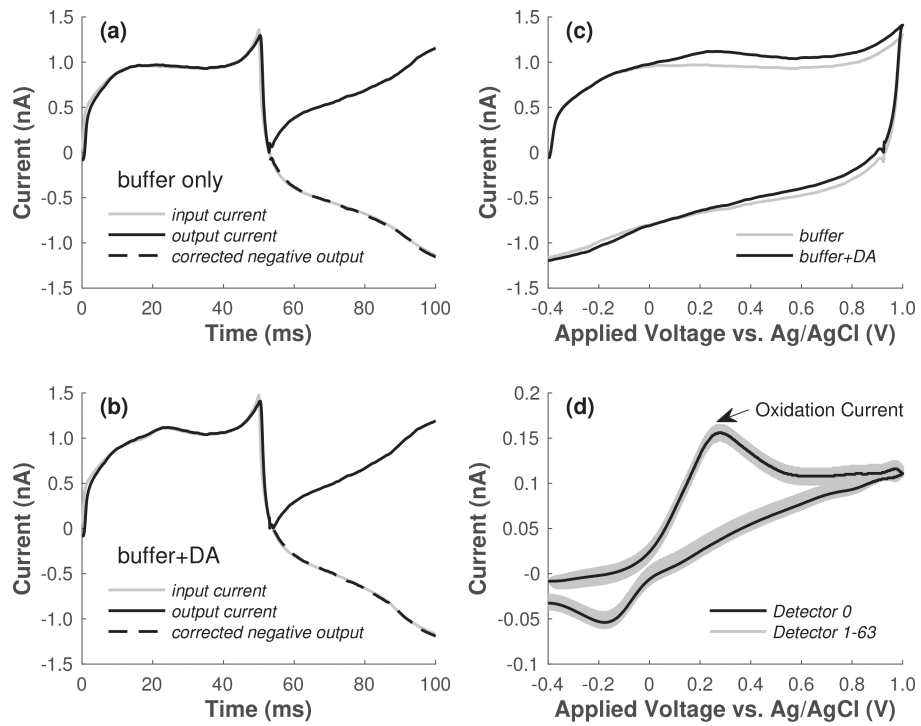 (a)
1.5
1.0
0.5
0
-0.5
-1.0
1.5
Current (nA)
buffer only
input current
output current
corrected negative output
0
20
40
60
80
100
Time (ms)
(c)
1.5
1.0
0.5
0
-0.5
-1.0
1.5
Current (nA)
buffer
buffer+DA
-0.4
-0.2
0
0.2
0.4
0.6
0.8
1.0
Applied Voltage vs. Ag/AgCl (V)
(b)
1.5
1.0
0.5
0
-0.5
-1.0
1.5
Current (nA)
buffer+DA
input current
output current
corrected negative output
0
20
40
60
80
100
Time (ms)
(d)
0.2
0.15
0.1
0.05
-0
-0.05
-0.1
Current (nA)
Oxidation Current
Detector 0
Detector 1-63
-0.4
-0.2
0
0.2
0.4
0.6
0.8
1.0
Applied Voltage vs. Ag/AgCl (V)